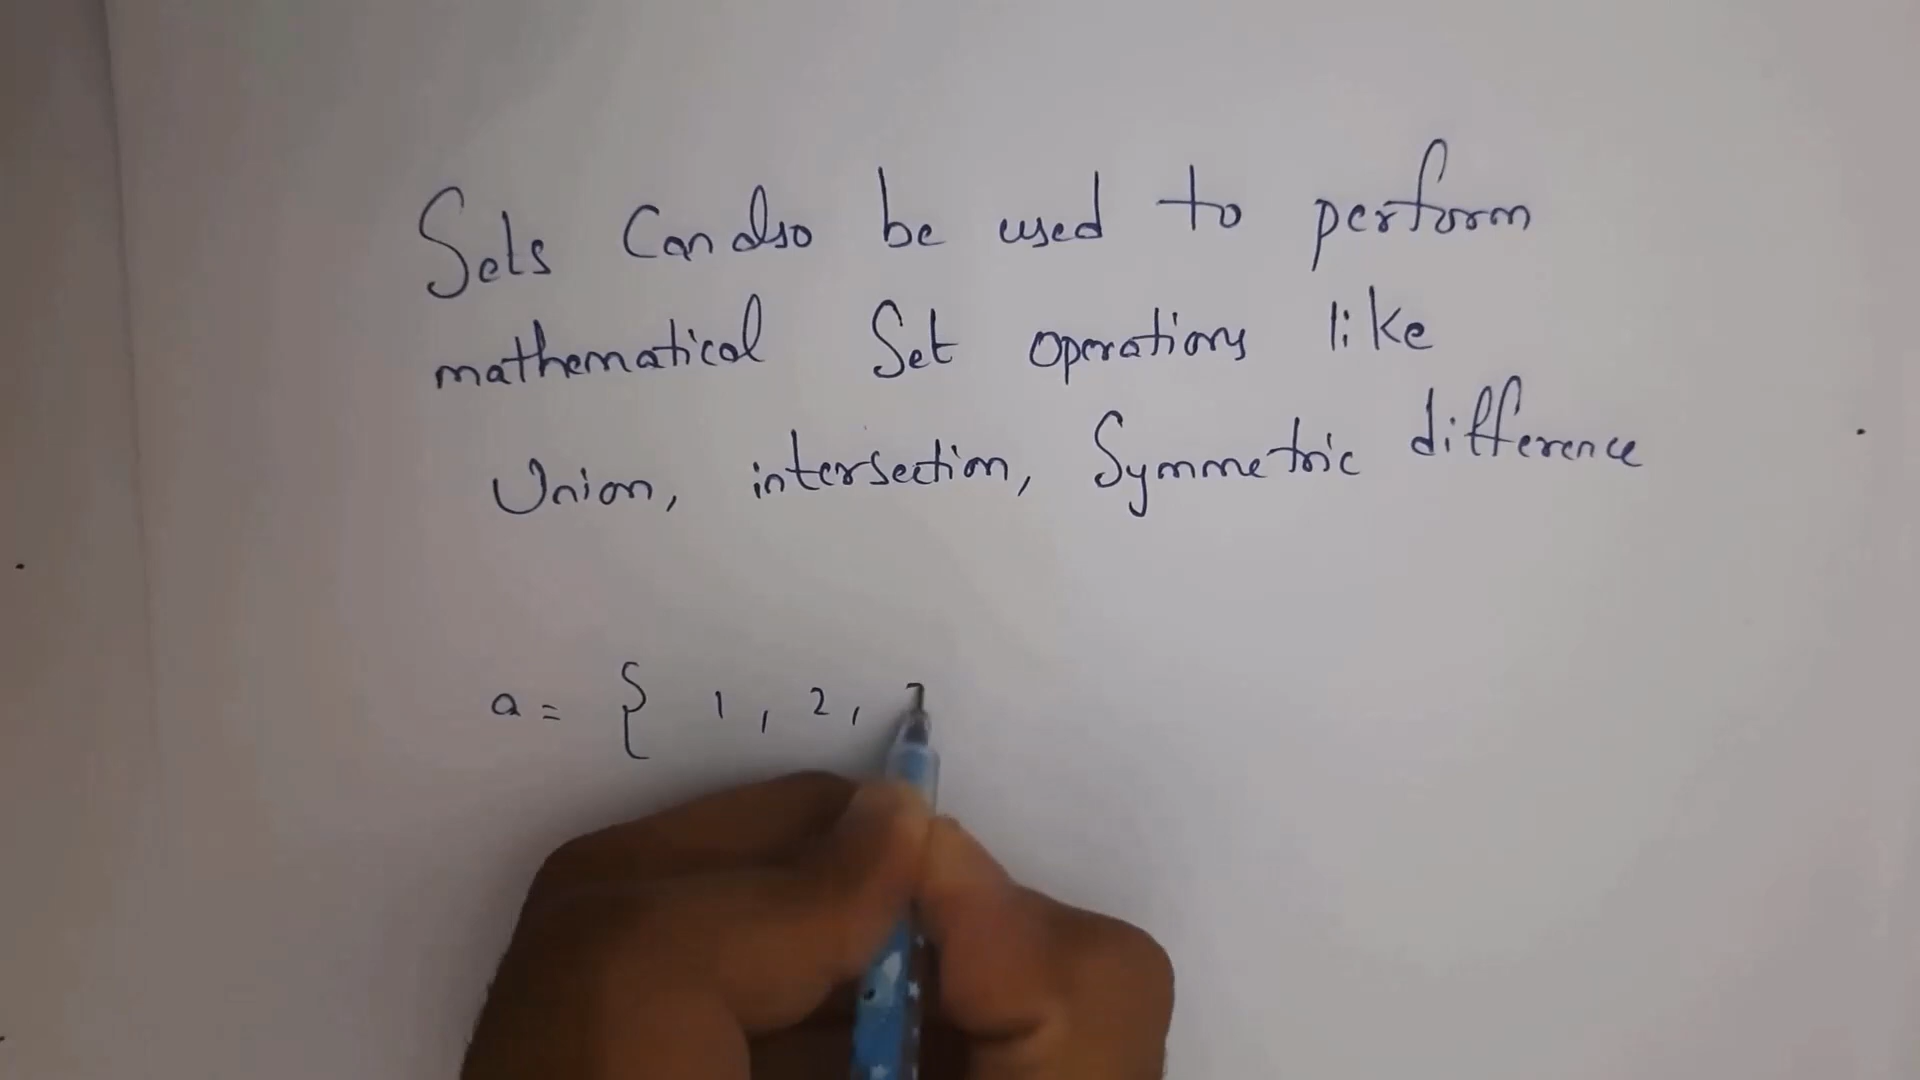 Sets Can also be used to perform
mathematical Set operations like
Union, intersection, Symmetric difference
a = { 1 , 2 ,